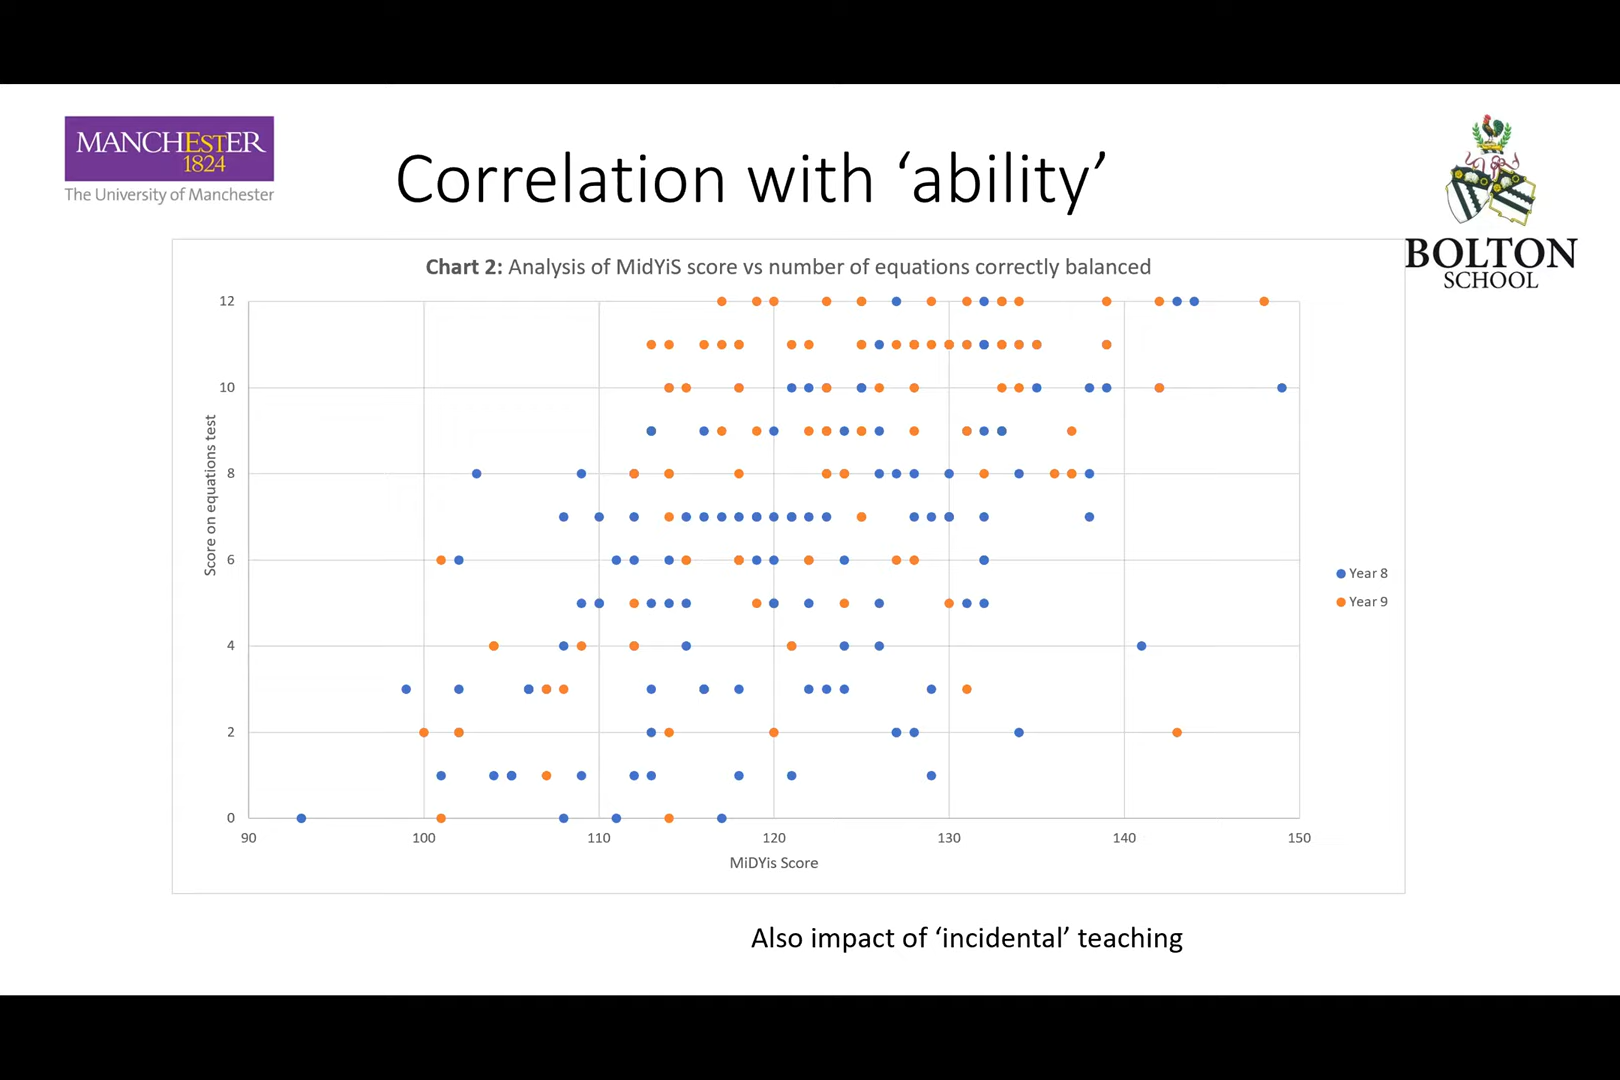 MANCHESTER
1824
The University of Manchester
Correlation with ‘ability’
BOLTON
SCHOOL
Chart 2: Analysis of MidYiS score vs number of equations correctly balanced
Score on equations test
12
10
8
6
4
2
0
90 100 110 120 130 140 150
MiDYis Score
Year 8
Year 9
Also impact of ‘incidental’ teaching